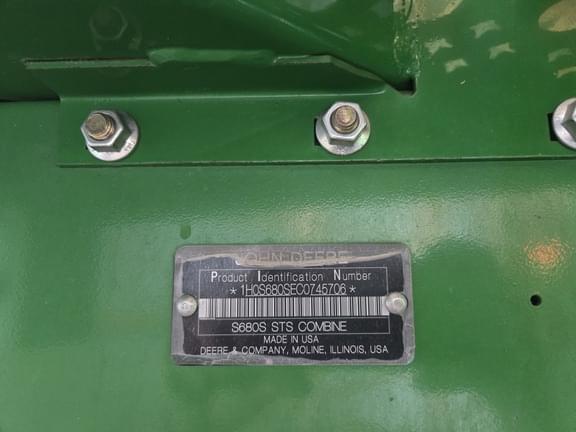 JOHN DEERE
Product Identification Number
*1H0S680SEC0745706*
S680S STS COMBINE
MADE IN USA
DEERE & COMPANY, MOLINE, ILLINOIS, USA